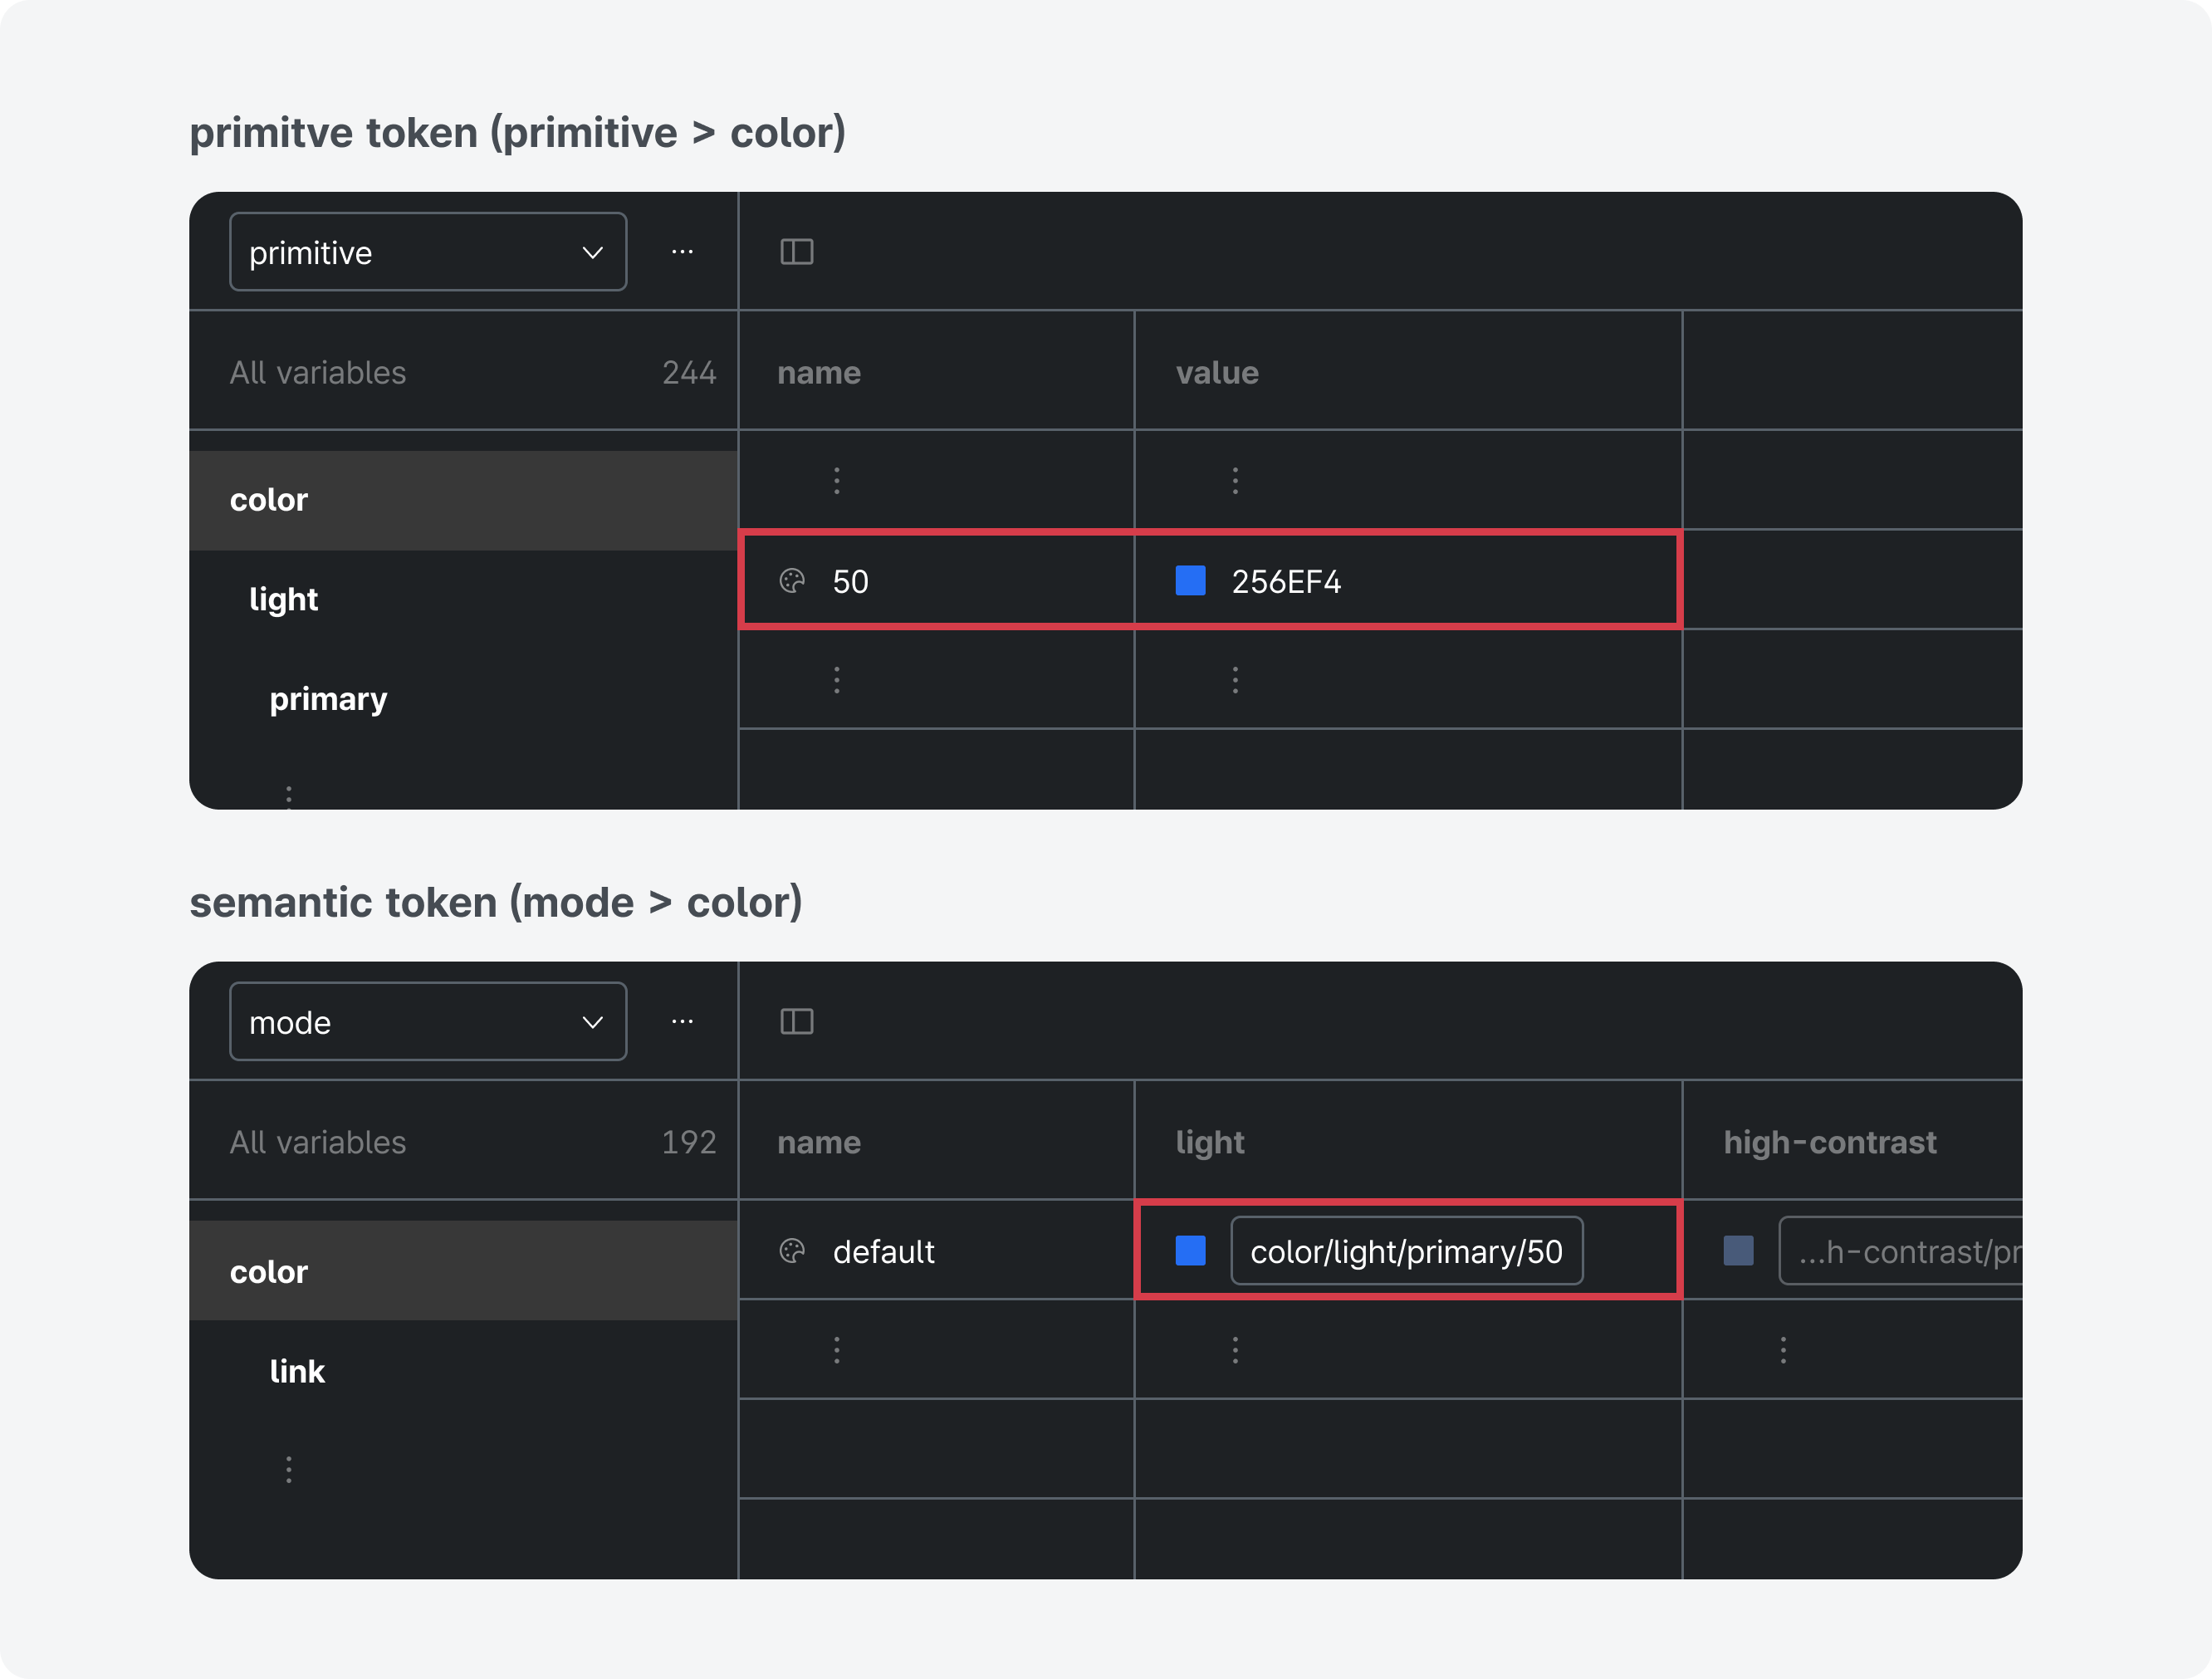 primitve token (primitive > color)
primitive
...
All variables 244 name value
color
50 256EF4
light
primary
semantic token (mode > color)
mode
...
All variables 192 name light high-contrast
default color/light/primary/50 ...h-contrast/pr
color
link